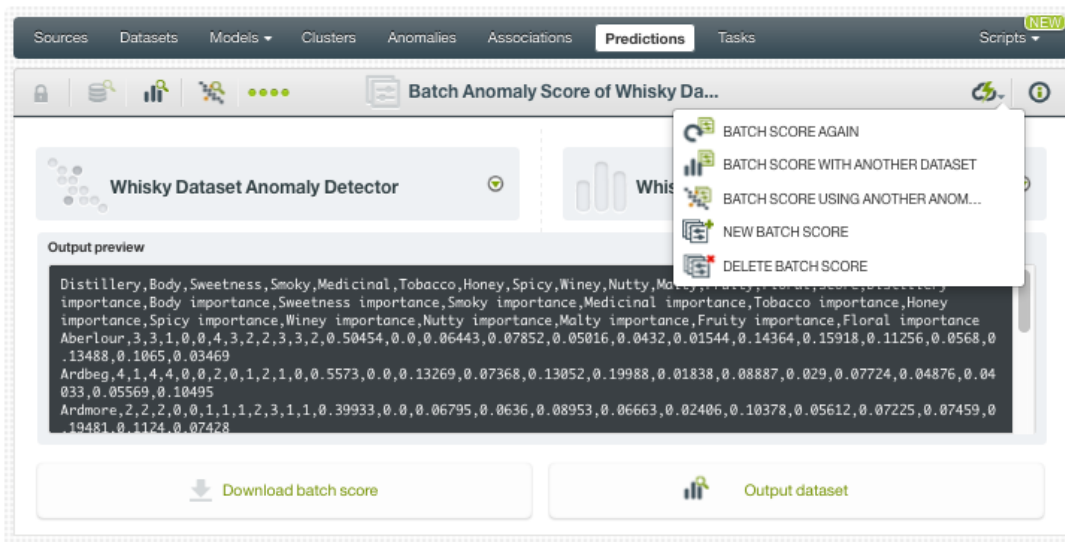 NEW
Sources Datasets Models Clusters Anomalies Associations Predictions Tasks Scripts
Batch Anomaly Score of Whisky Da...
BATCH SCORE AGAIN
BATCH SCORE WITH ANOTHER DATASET
BATCH SCORE USING ANOTHER ANOM...
NEW BATCH SCORE
DELETE BATCH SCORE
Whisky Dataset Anomaly Detector
Output preview
Distillery,Body,Sweetness,Smoky,Medicinal,Tobacco,Honey,Spicy,Winey,Nutty,Malty,Fruity,Floral,Score,Distillery
importance,Body importance,Sweetness importance,Smoky importance,Medicinal importance,Tobacco importance,Honey
importance,Spicy importance,Winey importance,Nutty importance,Malty importance,Fruity importance,Floral importance
Aberlour,3,3,1,0,0,4,3,2,2,3,3,2,0.50454,0.0,0.06443,0.07852,0.05016,0.0432,0.01544,0.14364,0.15918,0.11256,0.0568,0
.13488,0.1065,0.03469
Ardbeg,4,1,4,4,0,0,2,0,1,2,1,0,0.5573,0.0,0.13269,0.07368,0.13052,0.19988,0.01838,0.08887,0.029,0.07724,0.04876,0.04
033,0.05569,0.10495
Ardmore,2,2,2,0,0,1,1,1,2,3,1,1,0.39933,0.0,0.06795,0.0636,0.08953,0.06663,0.02406,0.10378,0.05612,0.07225,0.07459,0
.19481,0.1124,0.07428
Download batch score
Output dataset